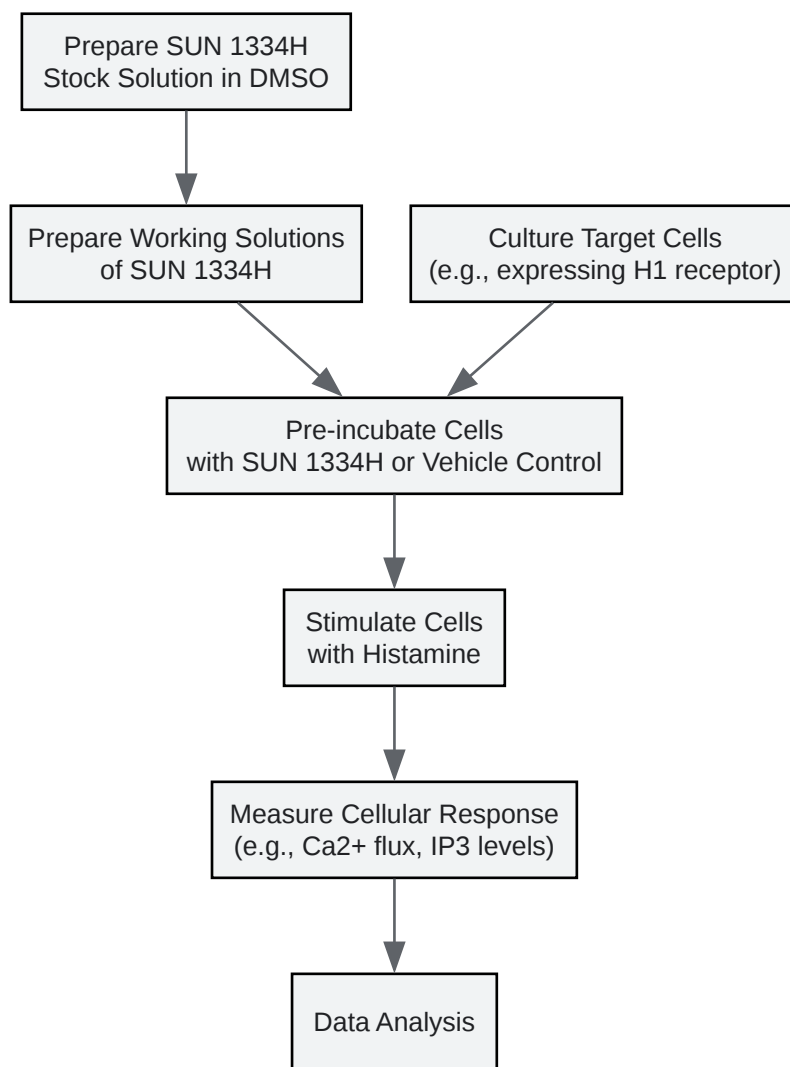 Prepare SUN 1334H
Stock Solution in DMSO
Prepare Working Solutions
of SUN 1334H
Culture Target Cells
(e.g., expressing H1 receptor)
Pre-incubate Cells
with SUN 1334H or Vehicle Control
Stimulate Cells
with Histamine
Measure Cellular Response
(e.g., Ca2+ flux, IP3 levels)
Data Analysis